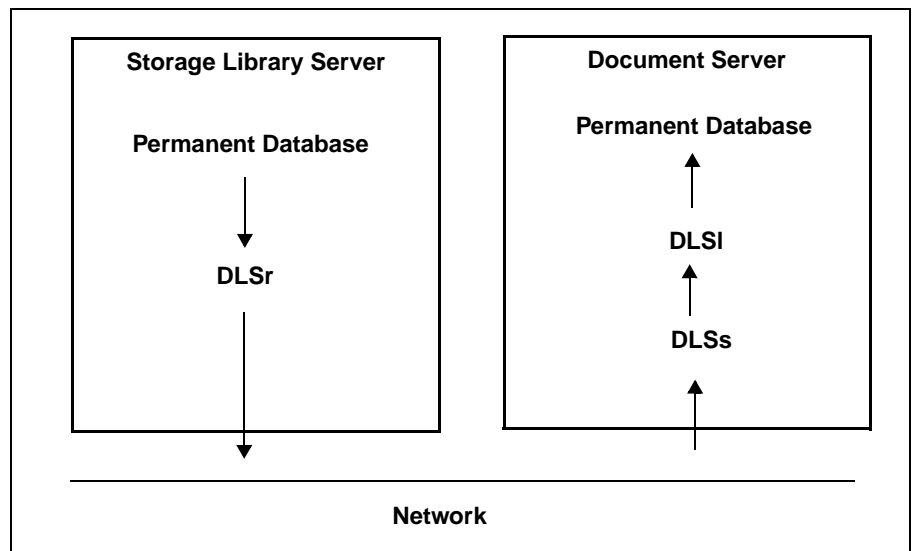 Storage Library Server
Permanent Database
DLSr
Document Server
Permanent Database
DLSl
DLSs
Network